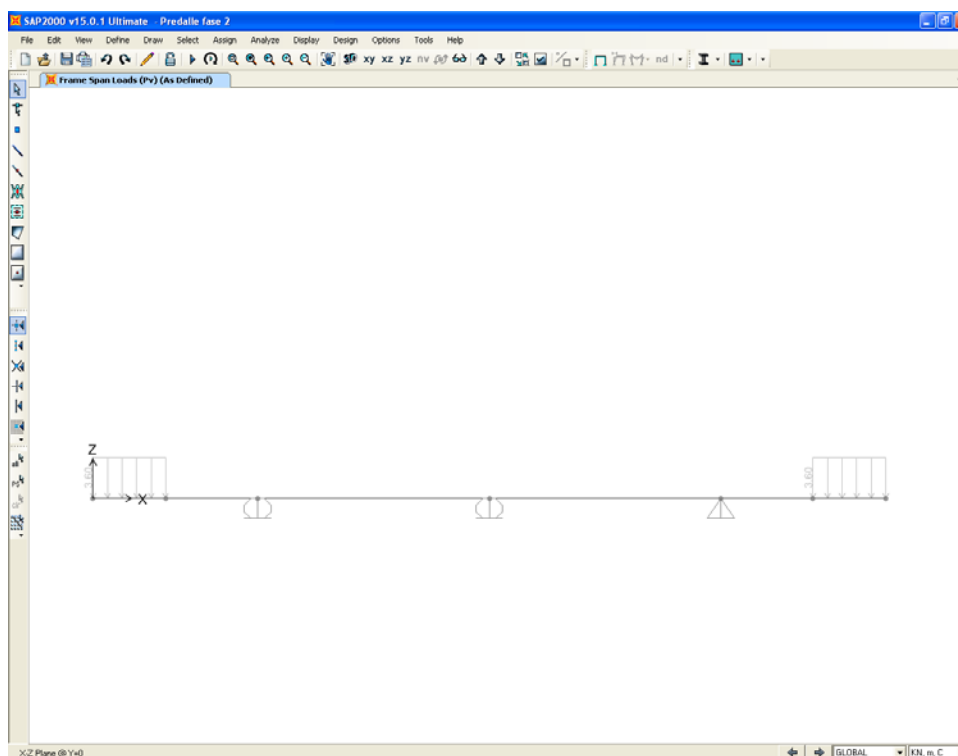 SAP2000 v15.0.1 Ultimate - Predalle fase 2
File Edit View Define Draw Select Assign Analyze Display Design Options Tools Help
3D xy xz yz nv nd
Frame Span Loads (Pv) (As Defined)
Z
3.60
X
3.60
X-Z Plane @ Y=0
GLOBAL
KN, m, C